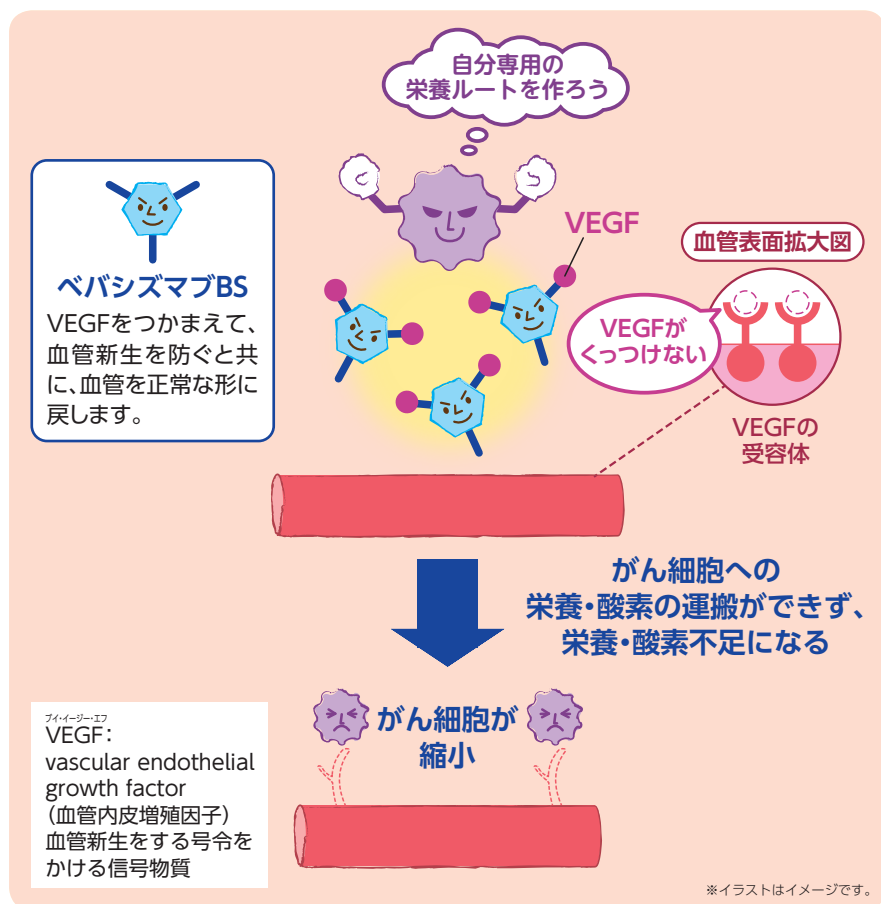 自分専用の
栄養ルートを作ろう
VEGF
血管表面拡大図
ベバシズマブBS
VEGFをつかまえて、
血管新生を防ぐと共
に、血管を正常な形に
戻します。
VEGFが
くっつけない
VEGFの
受容体
がん細胞への
栄養・酸素の運搬ができず、
栄養・酸素不足になる
がん細胞が
縮小
ブイ・イージー・エフ
VEGF：
vascular endothelial
growth factor
（血管内皮増殖因子）
血管新生をする号令を
かける信号物質
※イラストはイメージです。